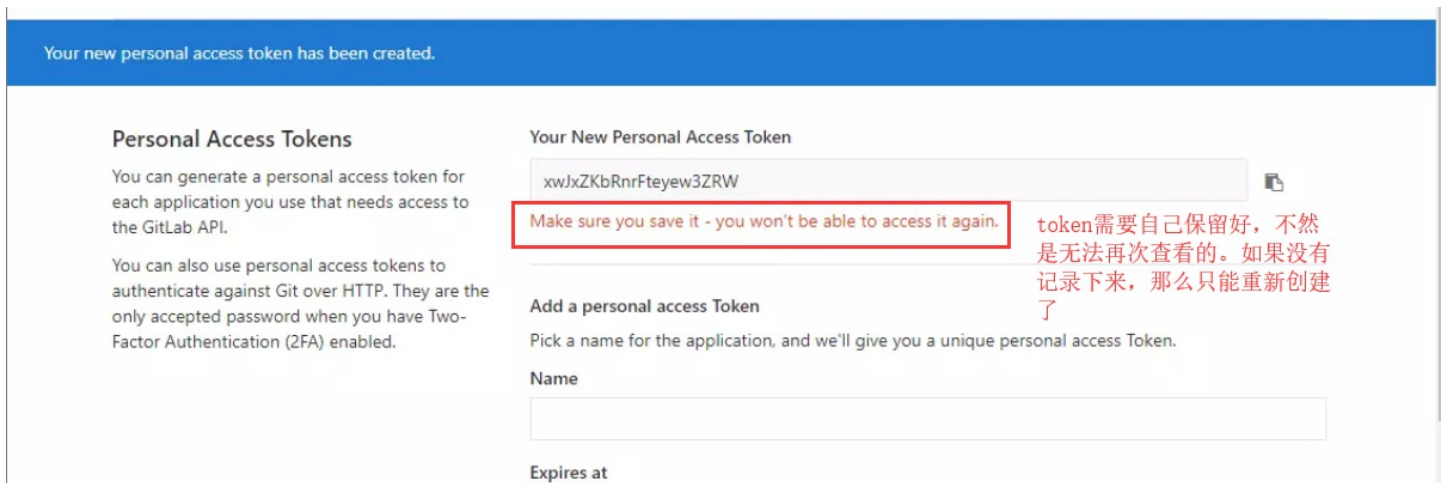 Your new personal access token has been created.
Personal Access Tokens
You can generate a personal access token for
each application you use that needs access to
the GitLab API.
You can also use personal access tokens to
authenticate against Git over HTTP. They are the
only accepted password when you have Two-
Factor Authentication (2FA) enabled.
Your New Personal Access Token
xwJxZKbRnrFteyew3ZRW
Make sure you save it - you won't be able to access it again.
token需要自己保留好，不然
是无法再次查看的。如果没有
记录下来，那么只能重新创建
了
Add a personal access Token
Pick a name for the application, and we'll give you a unique personal access Token.
Name
Expires at